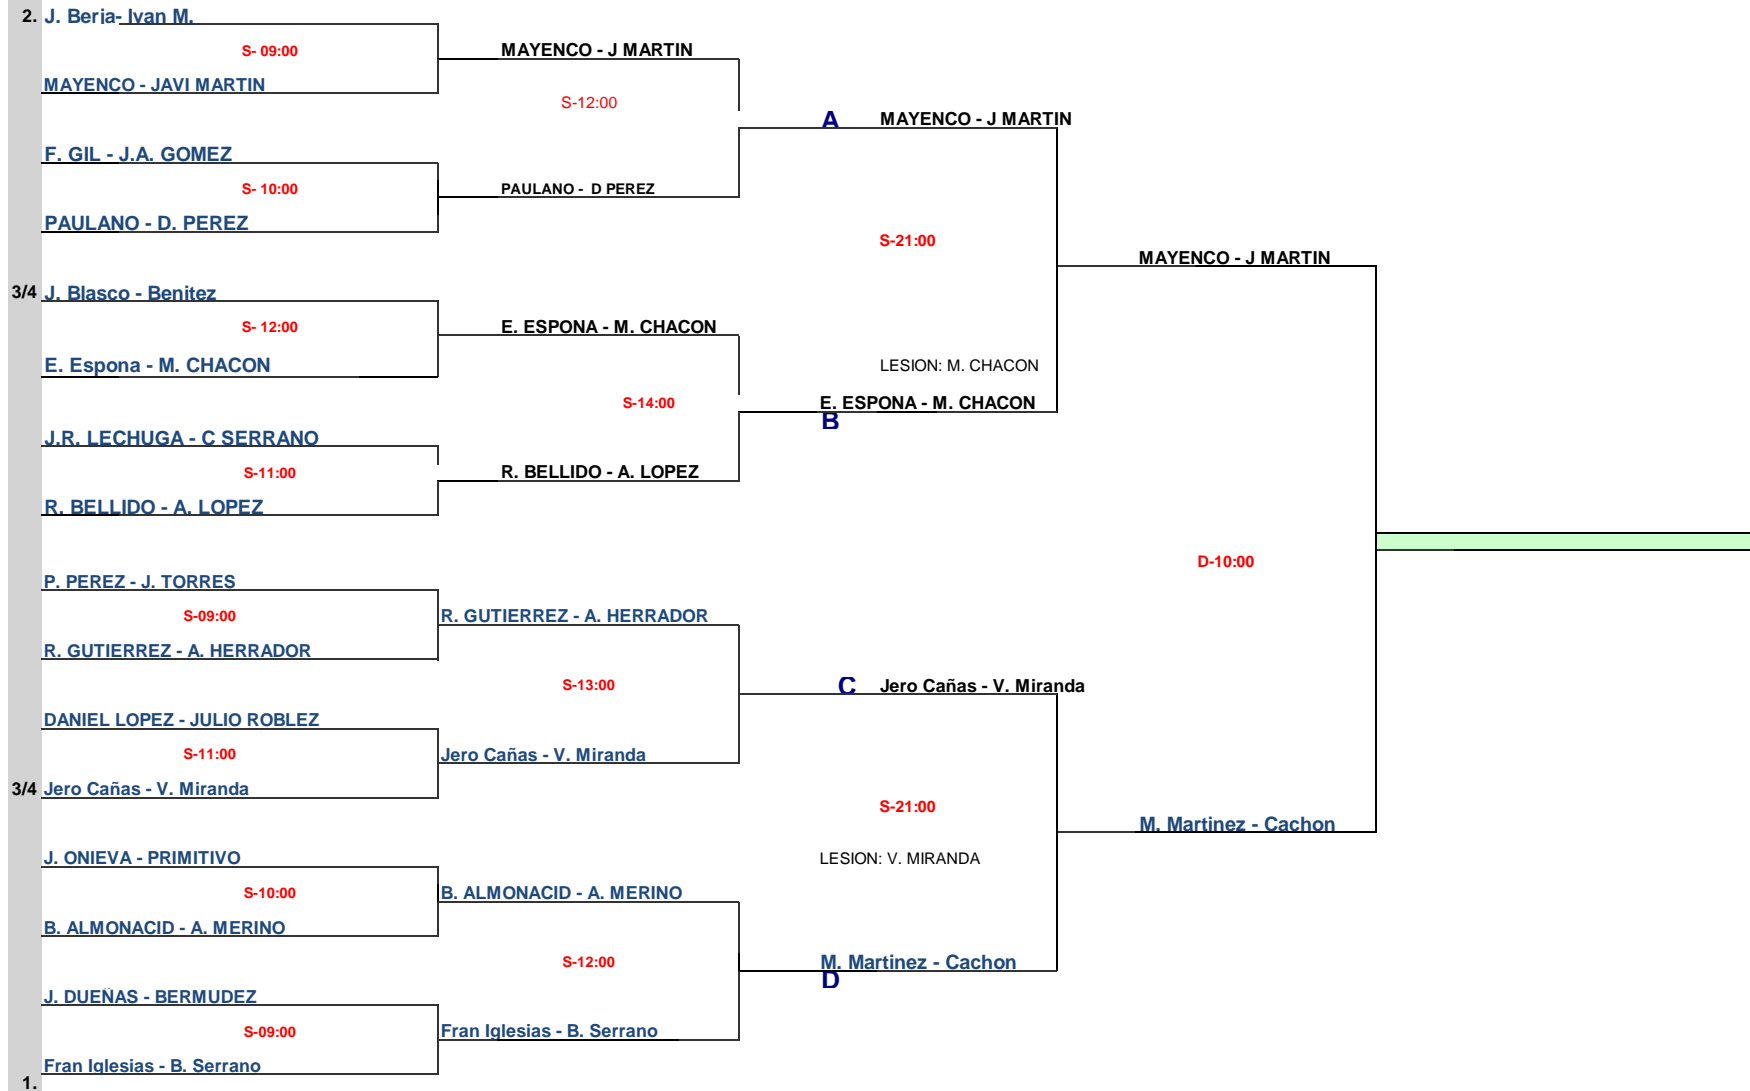 2. J. Beria- Ivan M.
S- 09:00
MAYENCO - J MARTIN
MAYENCO - JAVI MARTIN
S-12:00
A MAYENCO - J MARTIN
F. GIL - J.A. GOMEZ
S- 10:00
PAULANO - D PEREZ
PAULANO - D. PEREZ
S-21:00
MAYENCO - J MARTIN
3/4 J. Blasco - Benitez
S- 12:00
E. ESPONA - M. CHACON
E. Espona - M. CHACON
LESION: M. CHACON
S-14:00
E. ESPONA - M. CHACON
B
J.R. LECHUGA - C SERRANO
S-11:00
R. BELLIDO - A. LOPEZ
R. BELLIDO - A. LOPEZ
D-10:00
P. PEREZ - J. TORRES
S-09:00
R. GUTIERREZ - A. HERRADOR
R. GUTIERREZ - A. HERRADOR
S-13:00
C Jero Cañas - V. Miranda
DANIEL LOPEZ - JULIO ROBLEZ
S-11:00
Jero Cañas - V. Miranda
3/4 Jero Cañas - V. Miranda
S-21:00
M. Martinez - Cachon
J. ONIEVA - PRIMITIVO
LESION: V. MIRANDA
S-10:00
B. ALMONACID - A. MERINO
B. ALMONACID - A. MERINO
S-12:00
M. Martinez - Cachon
D
J. DUEÑAS - BERMUDEZ
S-09:00
Fran Iglesias - B. Serrano
Fran Iglesias - B. Serrano
1.